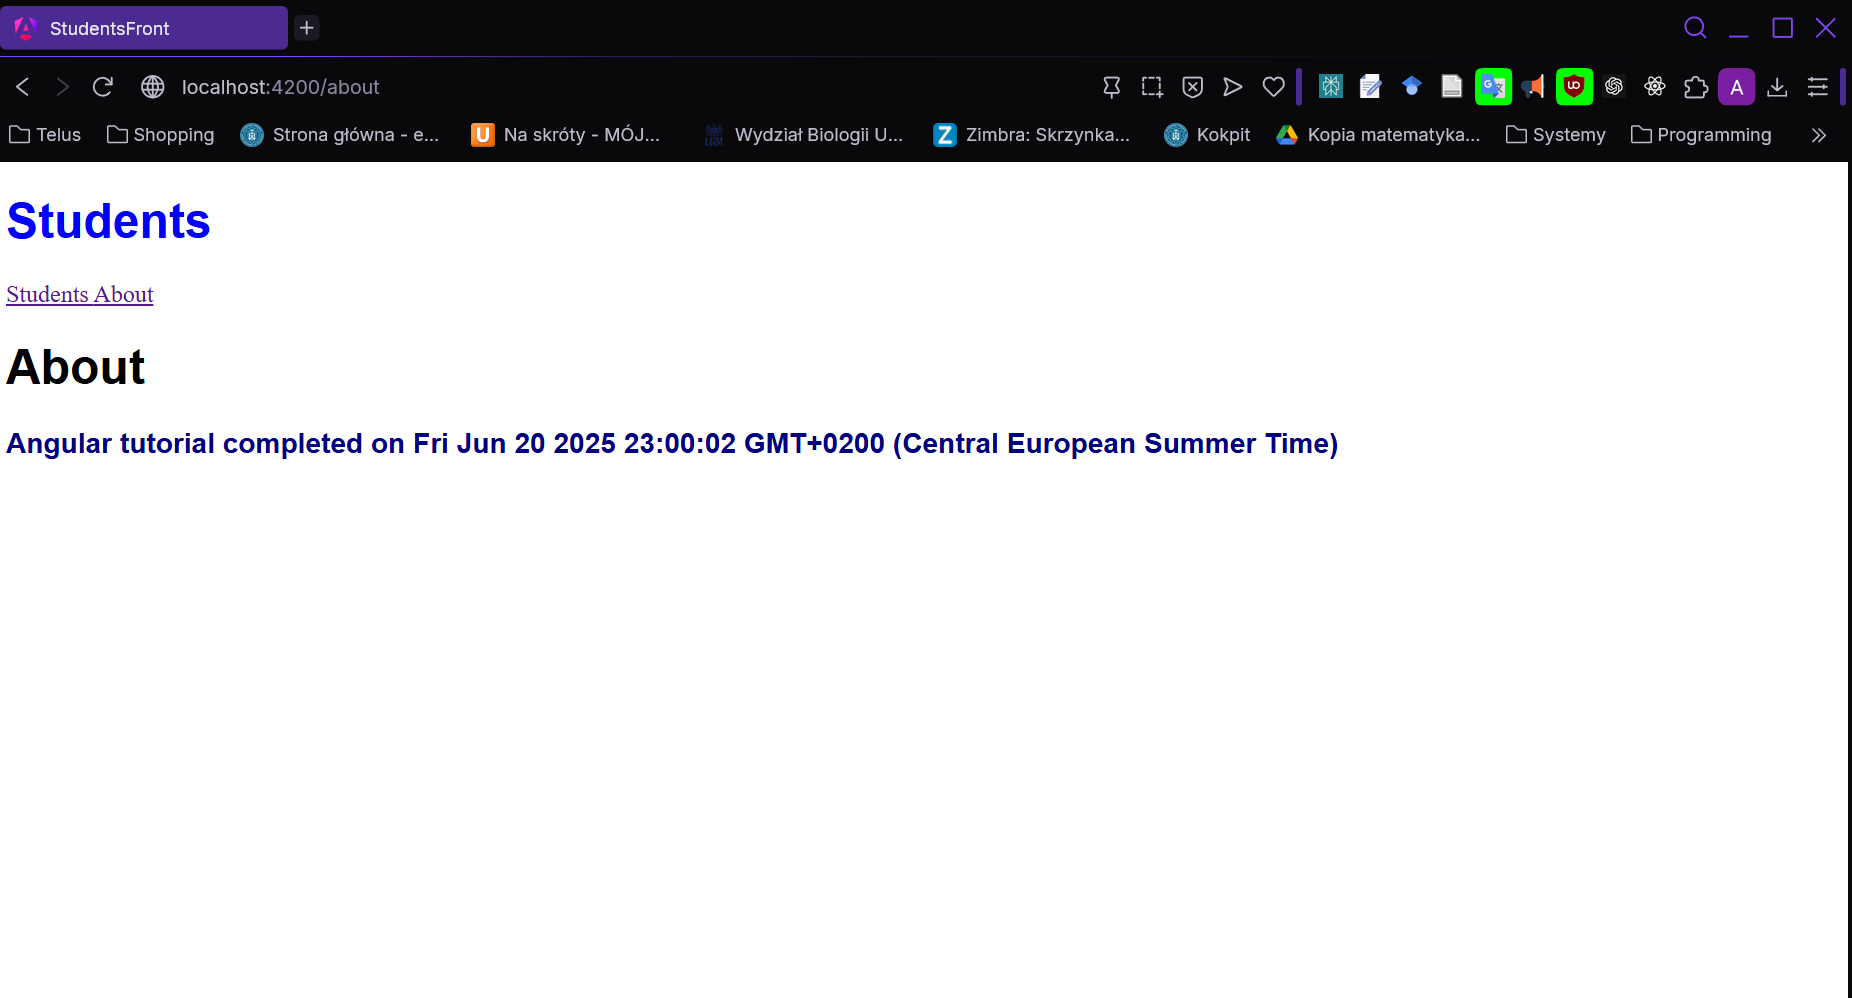 StudentsFront
localhost:4200/about
A
Telus Shopping Strona główna - e... U Na skróty - MÓJ... Wydział Biologii U... Z Zimbra: Skrzynka... Kokpit Kopia matematyka... Systemy Programming
Students
Students About
About
Angular tutorial completed on Fri Jun 20 2025 23:00:02 GMT+0200 (Central European Summer Time)